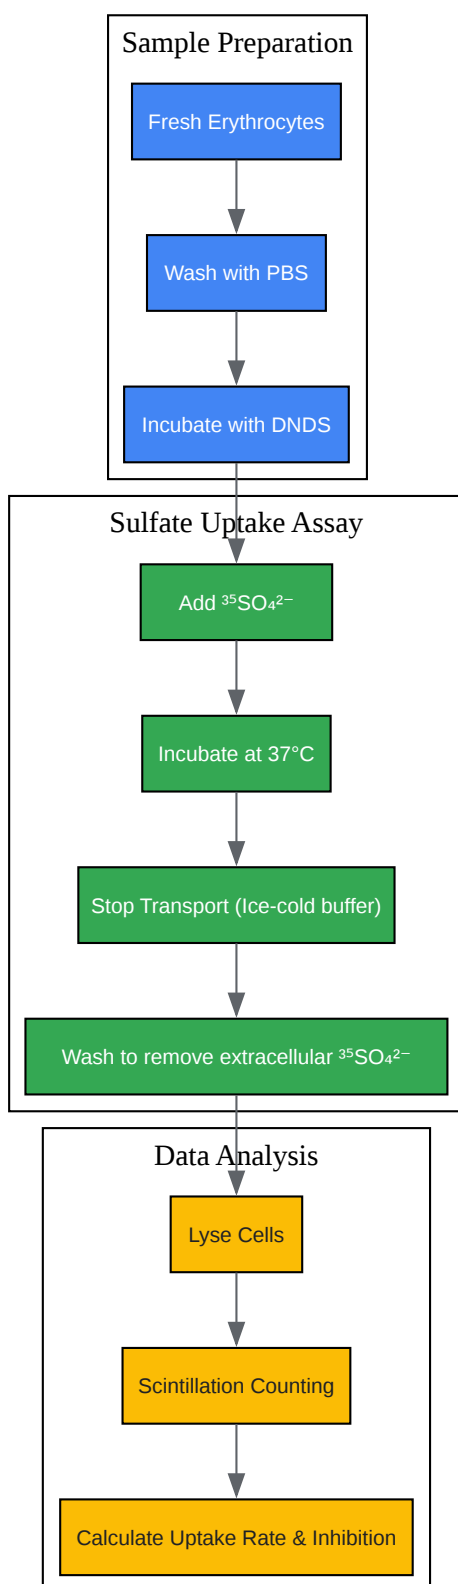 Sample Preparation
Fresh Erythrocytes
Wash with PBS
Incubate with DNDS
Sulfate Uptake Assay
Add ³⁵SO₄²⁻
Incubate at 37°C
Stop Transport (Ice-cold buffer)
Wash to remove extracellular ³⁵SO₄²⁻
Data Analysis
Lyse Cells
Scintillation Counting
Calculate Uptake Rate & Inhibition